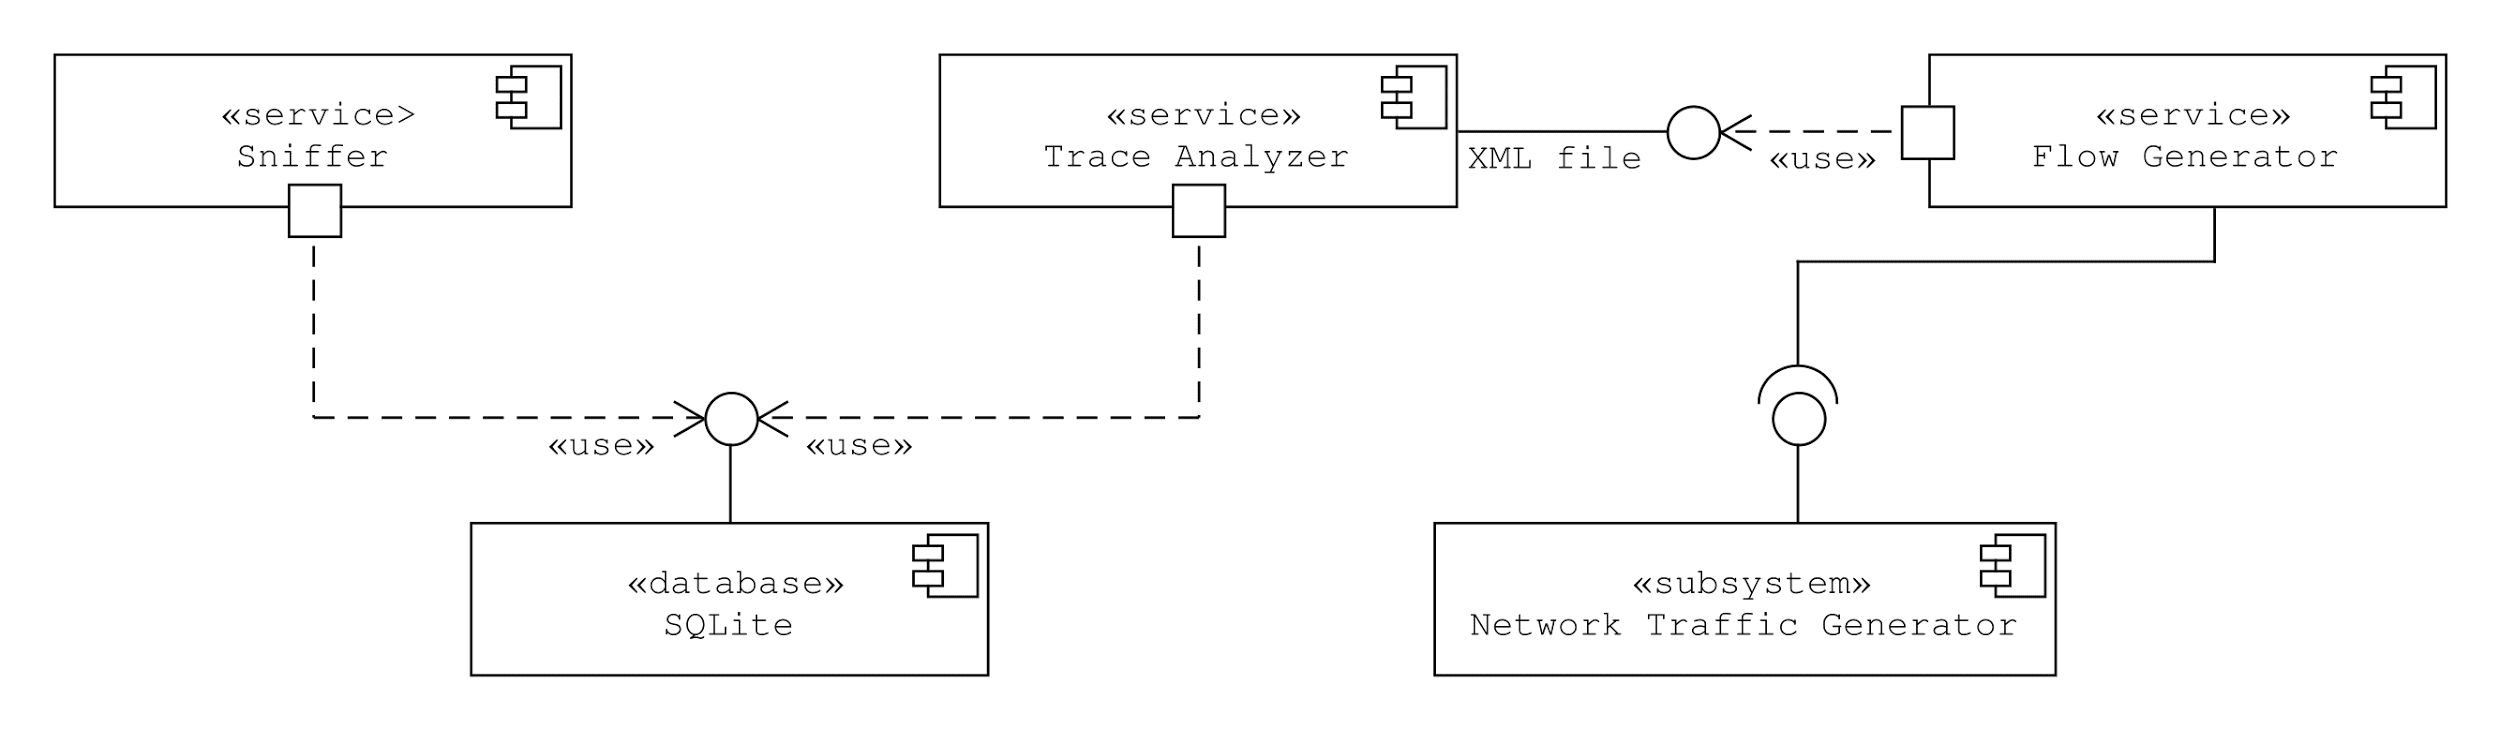 «service>
Sniffer
«service»
Trace Analyzer
XML file
«use»
«service»
Flow Generator
«use»
«use»
«database»
SQLite
«subsystem»
Network Traffic Generator